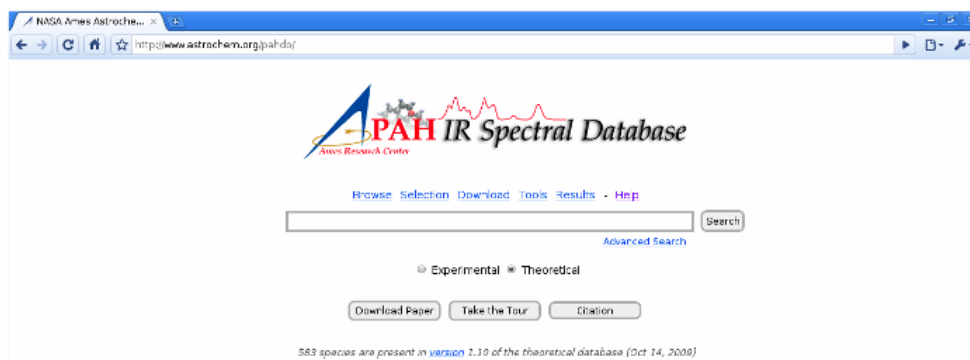 NASA Ames Astroche...
http://www.astrochem.org/pahdb/
PAH IR Spectral Database
Ames Research Center
Browse Selection Download Tools Results - Help
Search
Advanced Search
Experimental Theoretical
Download Paper Take the Tour Citation
583 species are present in version 1.10 of the theoretical database (Oct 14, 2009)